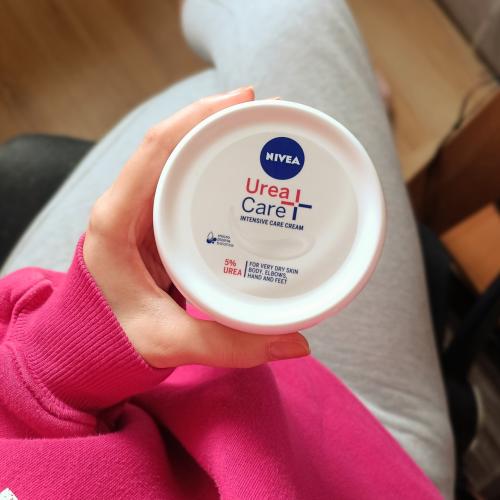 NIVEA
Urea
Care+
INTENSIVE CARE CREAM
5%
UREA
FOR VERY DRY SKIN
BODY, ELBOWS,
HAND AND FEET